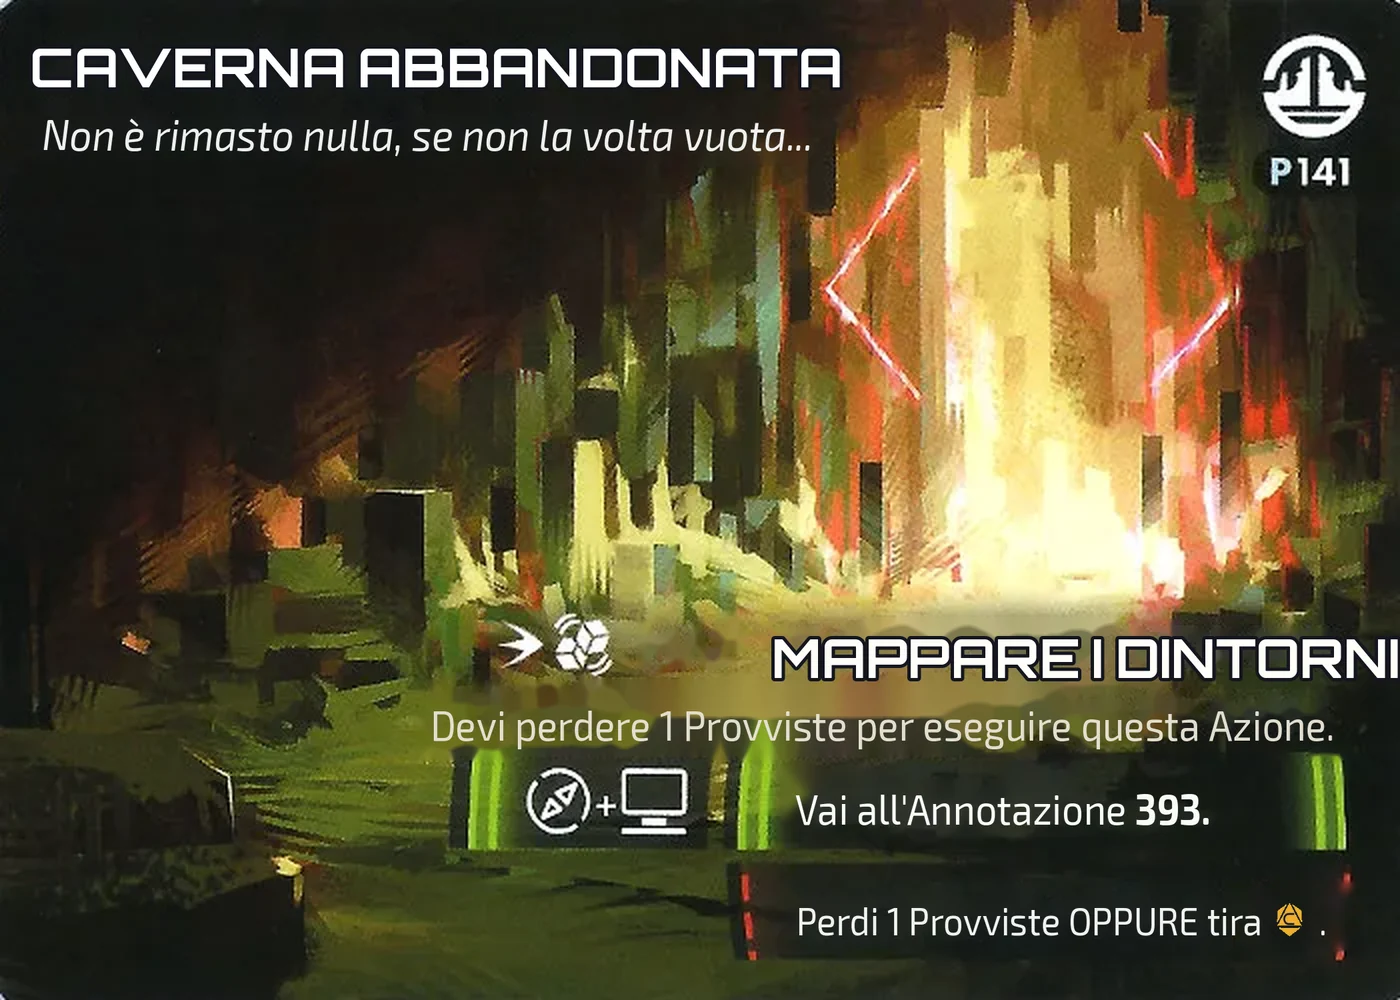 CAVERNA ABBANDONATA
Non è rimasto nulla, se non la volta vuota...
P141
MAPPARE I DINTORNI
Devi perdere 1 Provviste per eseguire questa Azione.
+
Vai all'Annotazione 393.
Perdi 1 Provviste OPPURE tira .